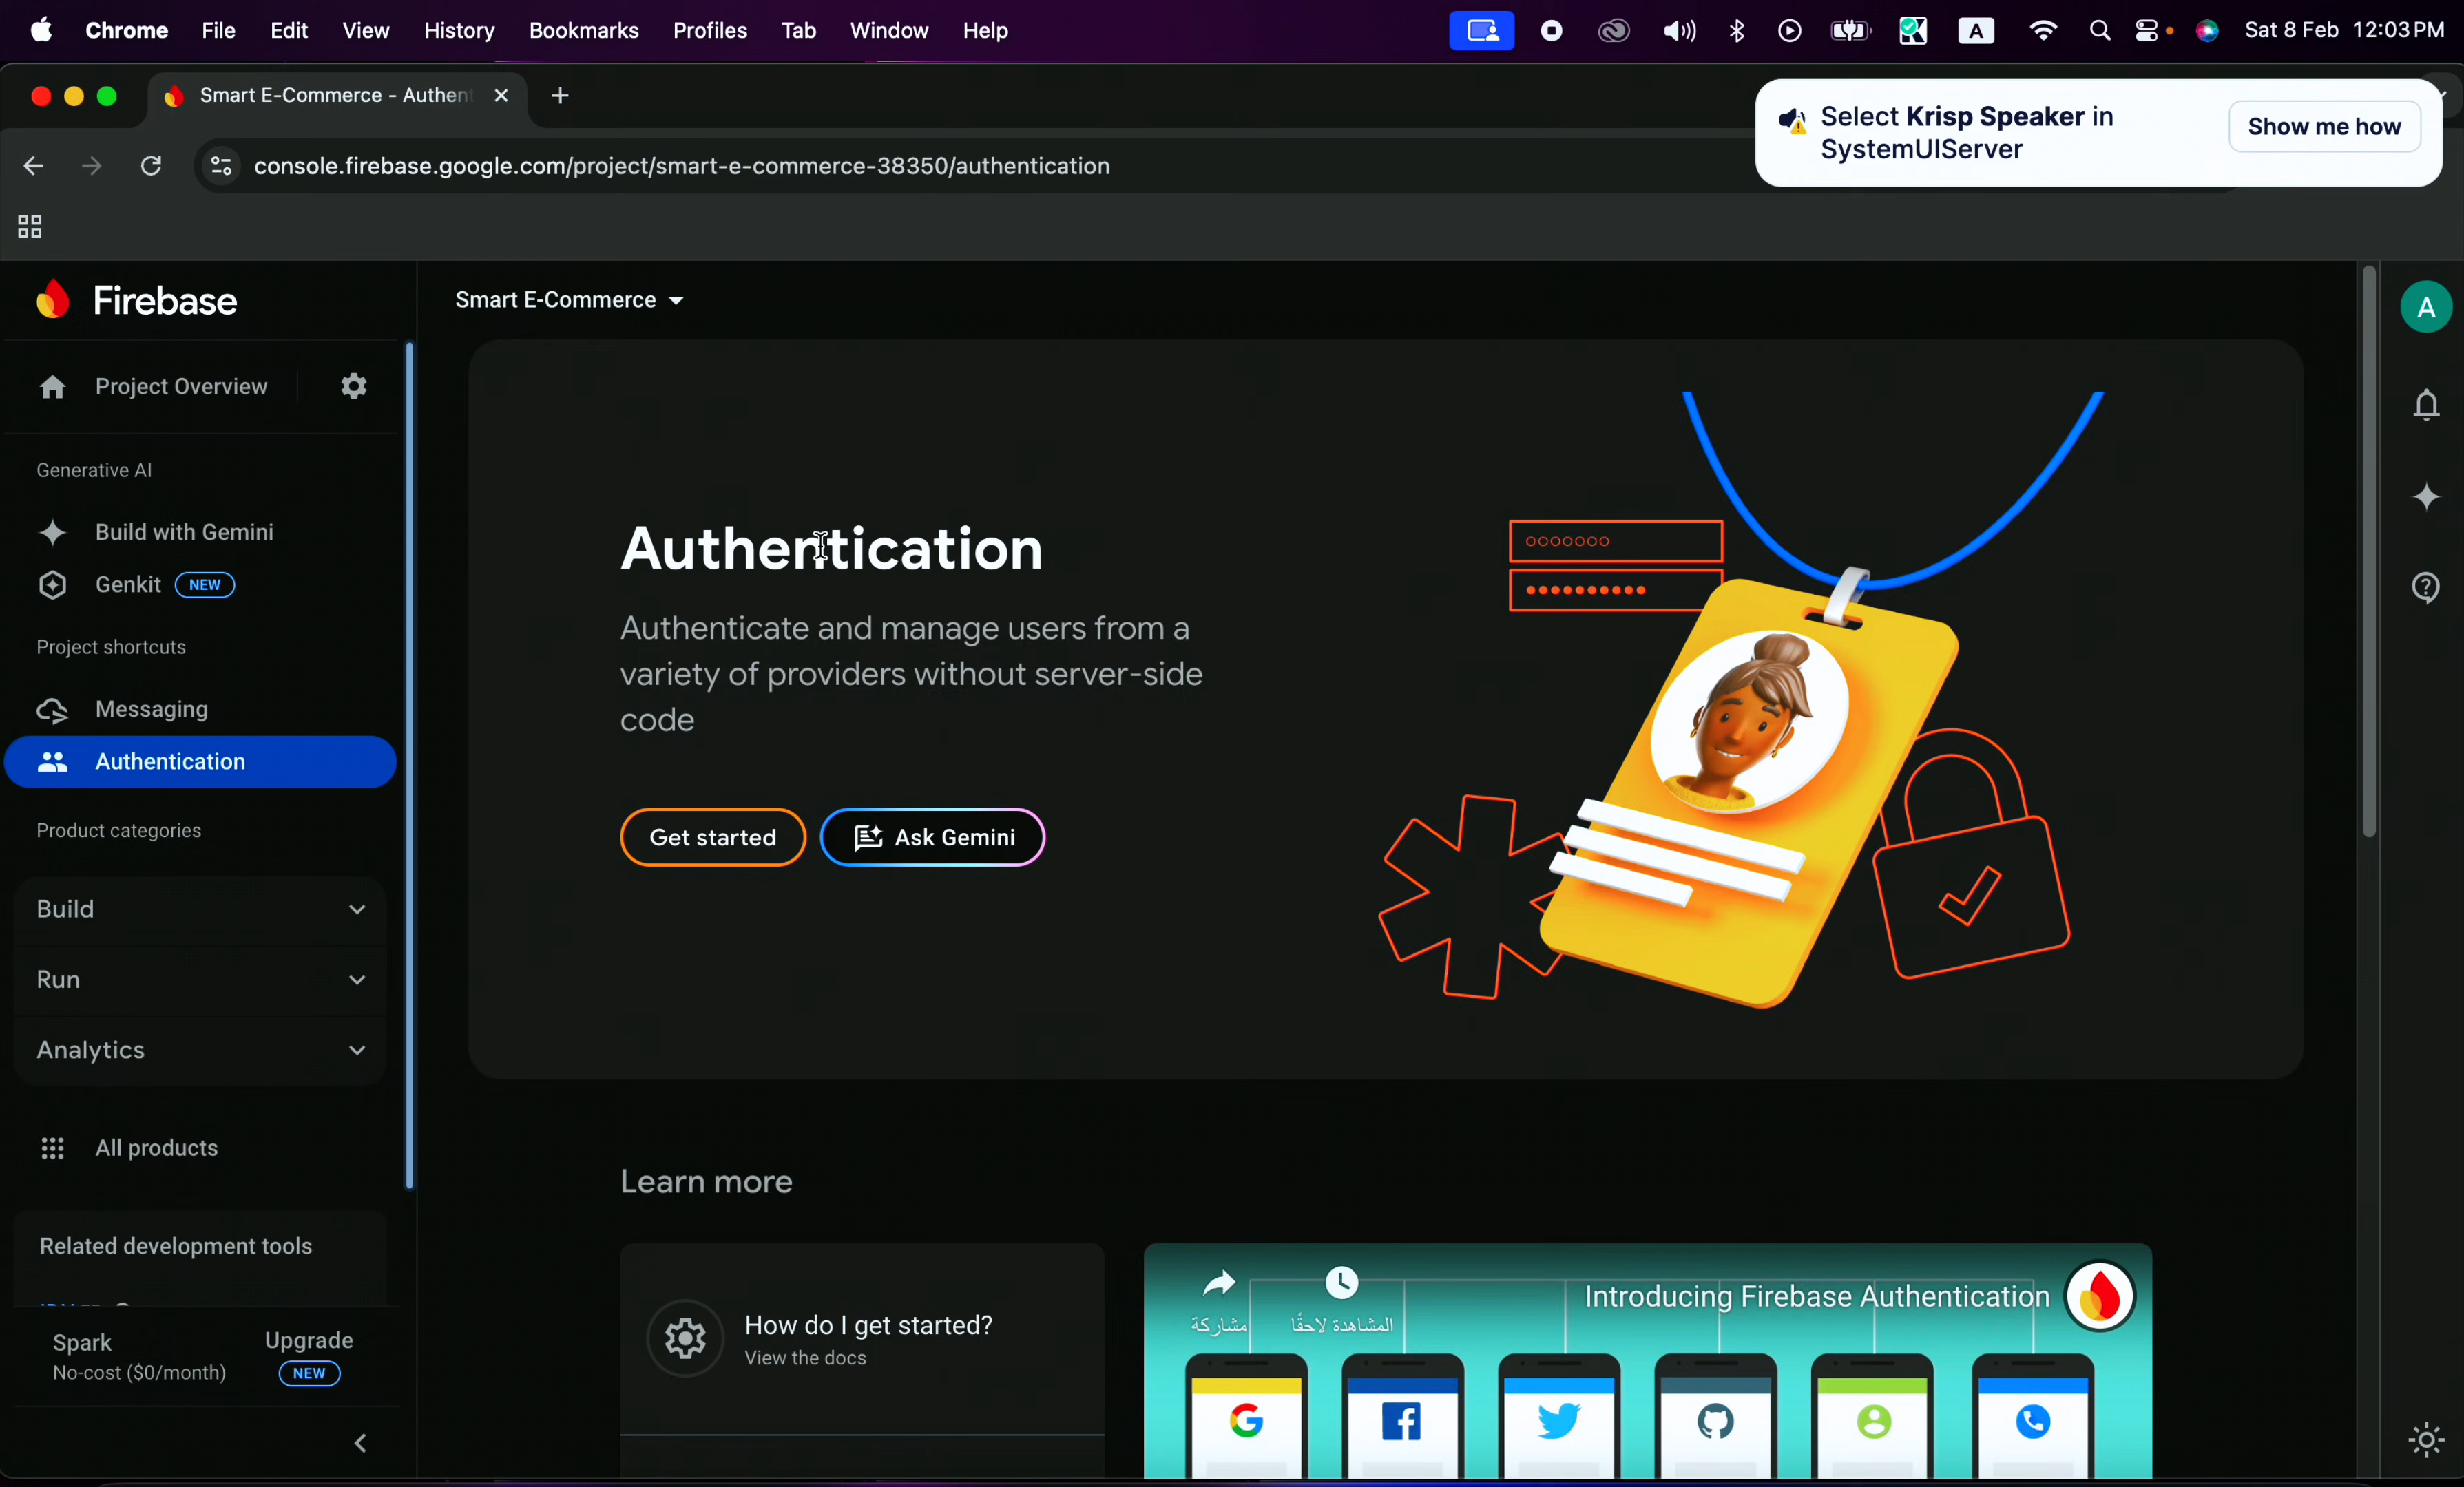 Chrome File Edit View History Bookmarks Profiles Tab Window Help
A
Sat 8 Feb 12:03 PM
Smart E-Commerce - Authen
Select Krisp Speaker in
SystemUIServer
Show me how
console.firebase.google.com/project/smart-e-commerce-38350/authentication
Firebase
Smart E-Commerce
A
Project Overview
Generative AI
Build with Gemini
Genkit NEW
Project shortcuts
Messaging
Authentication
Product categories
Build
Run
Analytics
All products
Related development tools
Spark
No-cost ($0/month)
Upgrade
NEW
Authentication
Authenticate and manage users from a
variety of providers without server-side
code
Get started
Ask Gemini
Learn more
How do I get started?
View the docs
مشاركة
المشاهدة لاحقًا
Introducing Firebase Authentication